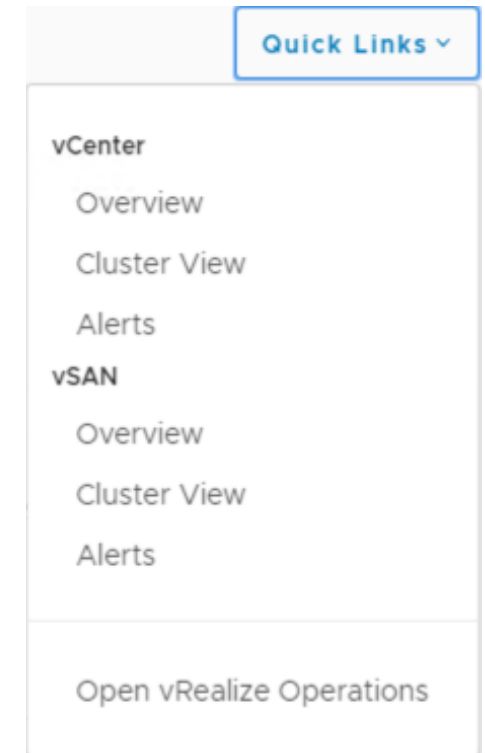 Quick Links
vCenter
Overview
Cluster View
Alerts
vSAN
Overview
Cluster View
Alerts
Open vRealize Operations